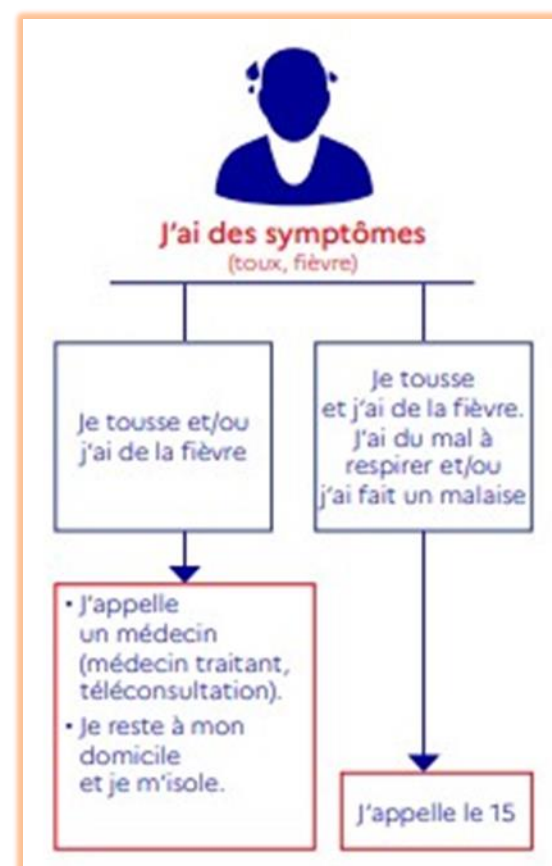 J'ai des symptômes
(toux, fièvre)
Je tousse et/ou
j'ai de la fièvre
Je tousse
et j'ai de la fièvre.
J'ai du mal à
respirer et/ou
j'ai fait un malaise
• J'appelle
un médecin
(médecin traitant,
téléconsultation).
• Je reste à mon
domicile
et je m'isole.
J'appelle le 15